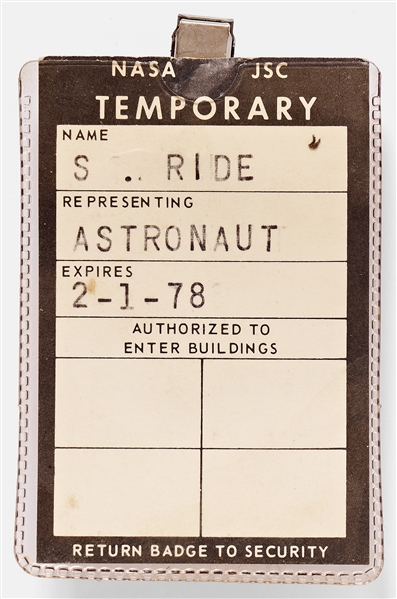 NASA JSC
TEMPORARY
NAME
S . RIDE
REPRESENTING
ASTRONAUT
EXPIRES
2-1-78
AUTHORIZED TO
ENTER BUILDINGS
RETURN BADGE TO SECURITY